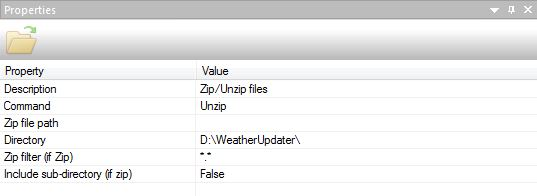 Properties
Property Value
Description Zip/Unzip files
Command Unzip
Zip file path
Directory D:\WeatherUpdater\
Zip filter (if Zip) *.*
Include sub-directory (if zip) False